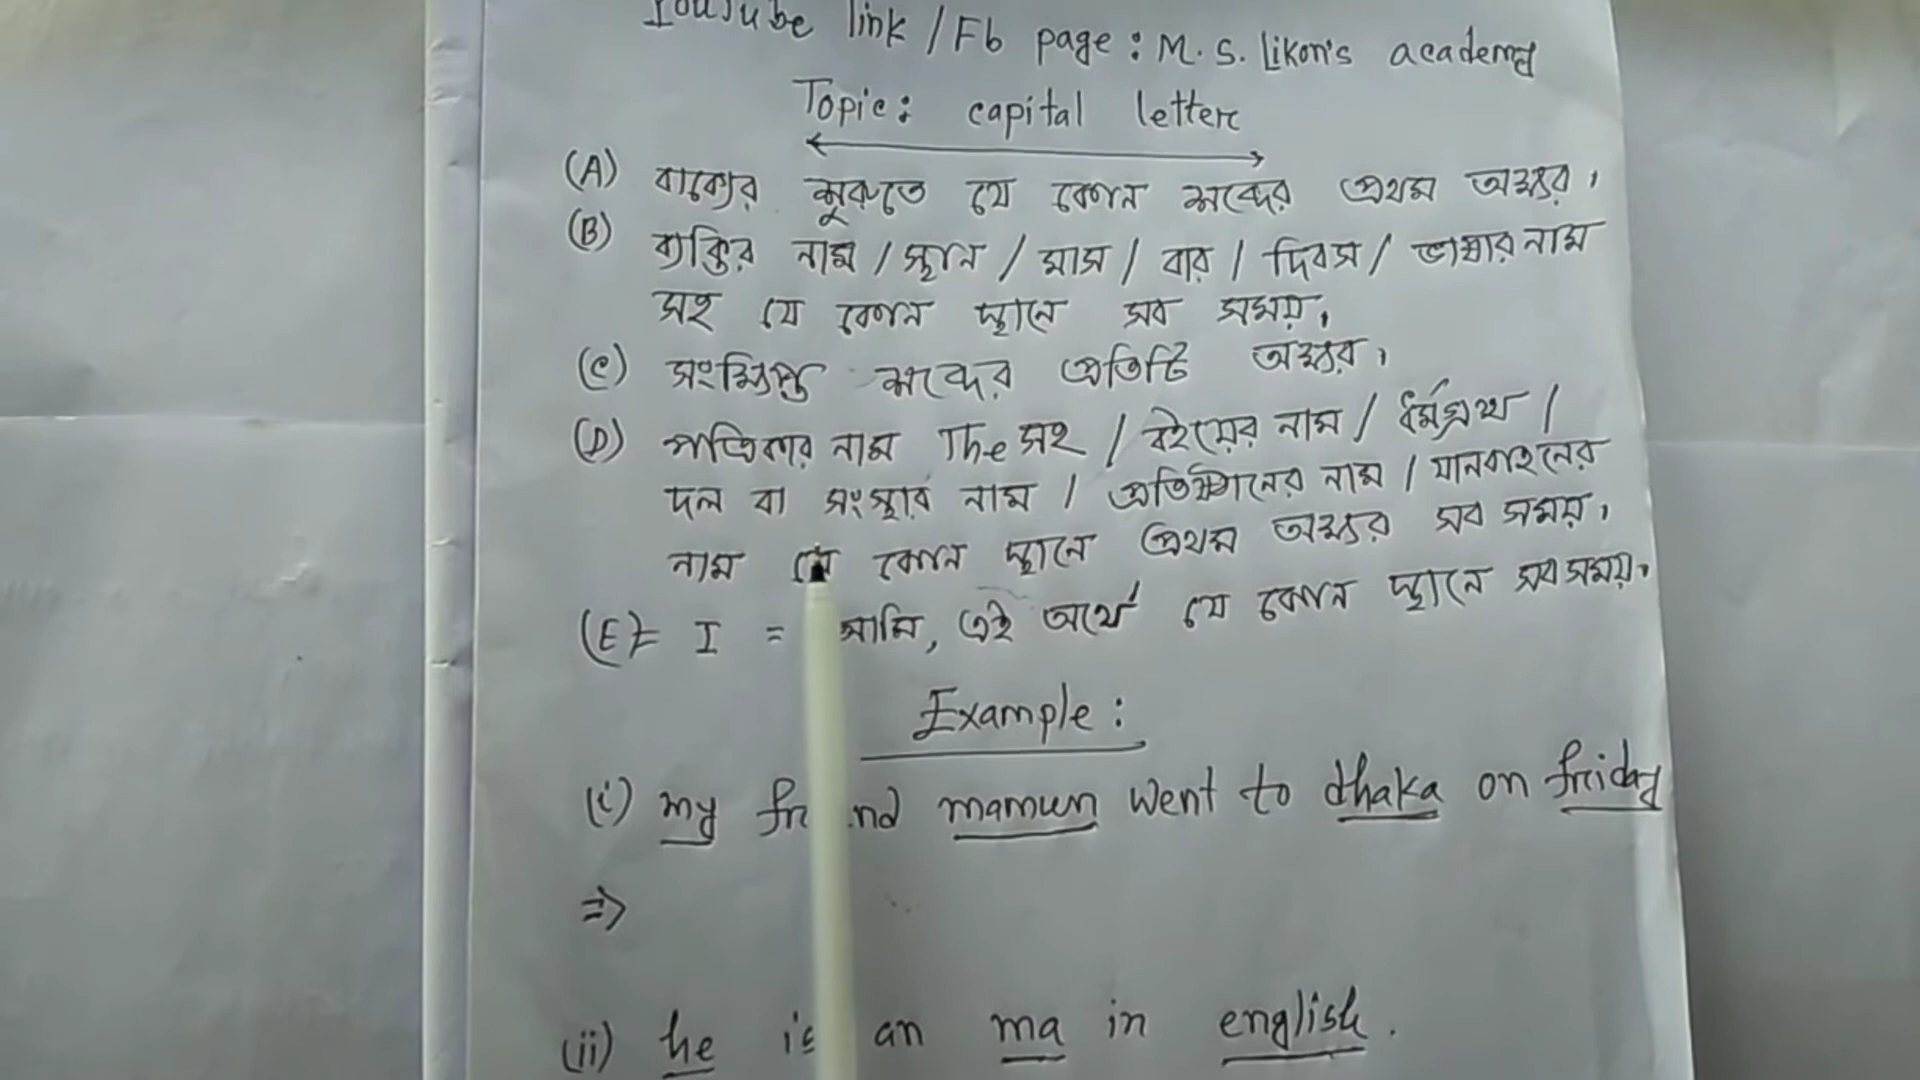 YouTube link / Fb page : M. S. Likon's academy
Topic : capital letter
(A) বাক্যের শুরুতে যে কোন শব্দের প্রথম অক্ষর।
(B) ব্যক্তির নাম / স্থান / মাস / বার / দিবস / ভাষার নাম
সহ যে কোন স্থানে সব সময়।
(C) সংক্ষিপ্ত শব্দের প্রতিটি অক্ষর।
(D) পত্রিকার নাম The সহ / বইয়ের নাম / ধর্মগ্রন্থ /
দল বা সংস্থার নাম / প্রতিষ্ঠানের নাম / যানবাহনের
নাম যে কোন স্থানে প্রথম অক্ষর সব সময়।
(E) = I = আমি, এই অর্থে যে কোন স্থানে সব সময়।
Example :
(i) my friend mamun went to dhaka on friday
⇒
(ii) he is an ma in english.